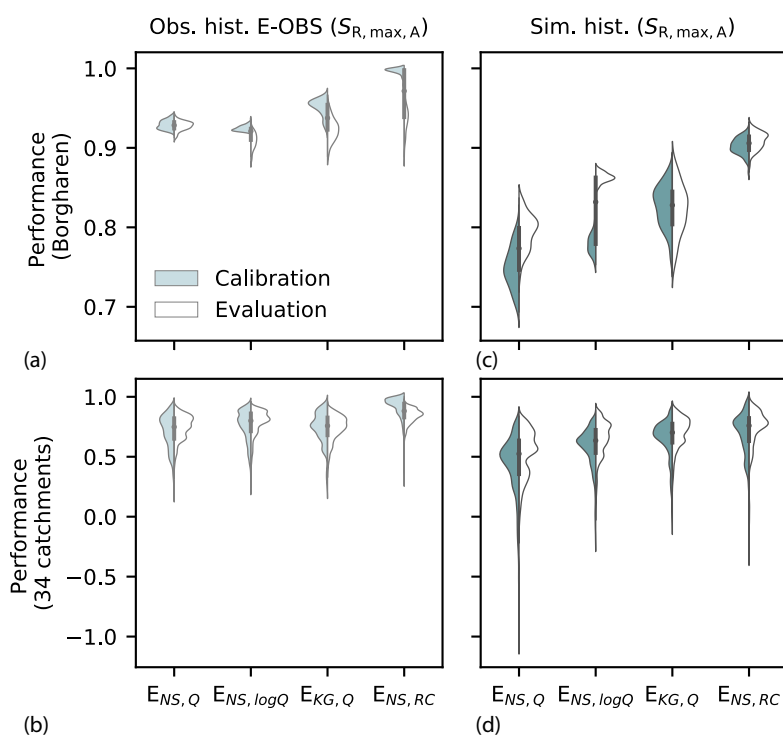 Obs. hist. E-OBS (S_R, max, A)
Sim. hist. (S_R, max, A)
Performance
(Borgharen)
1.0
0.9
0.8
0.7
Calibration
Evaluation
(a)
(c)
Performance
(34 catchments)
1.0
0.5
0.0
−0.5
−1.0
E_NS, Q E_NS, logQ E_KG, Q E_NS, RC
E_NS, Q E_NS, logQ E_KG, Q E_NS, RC
(b)
(d)